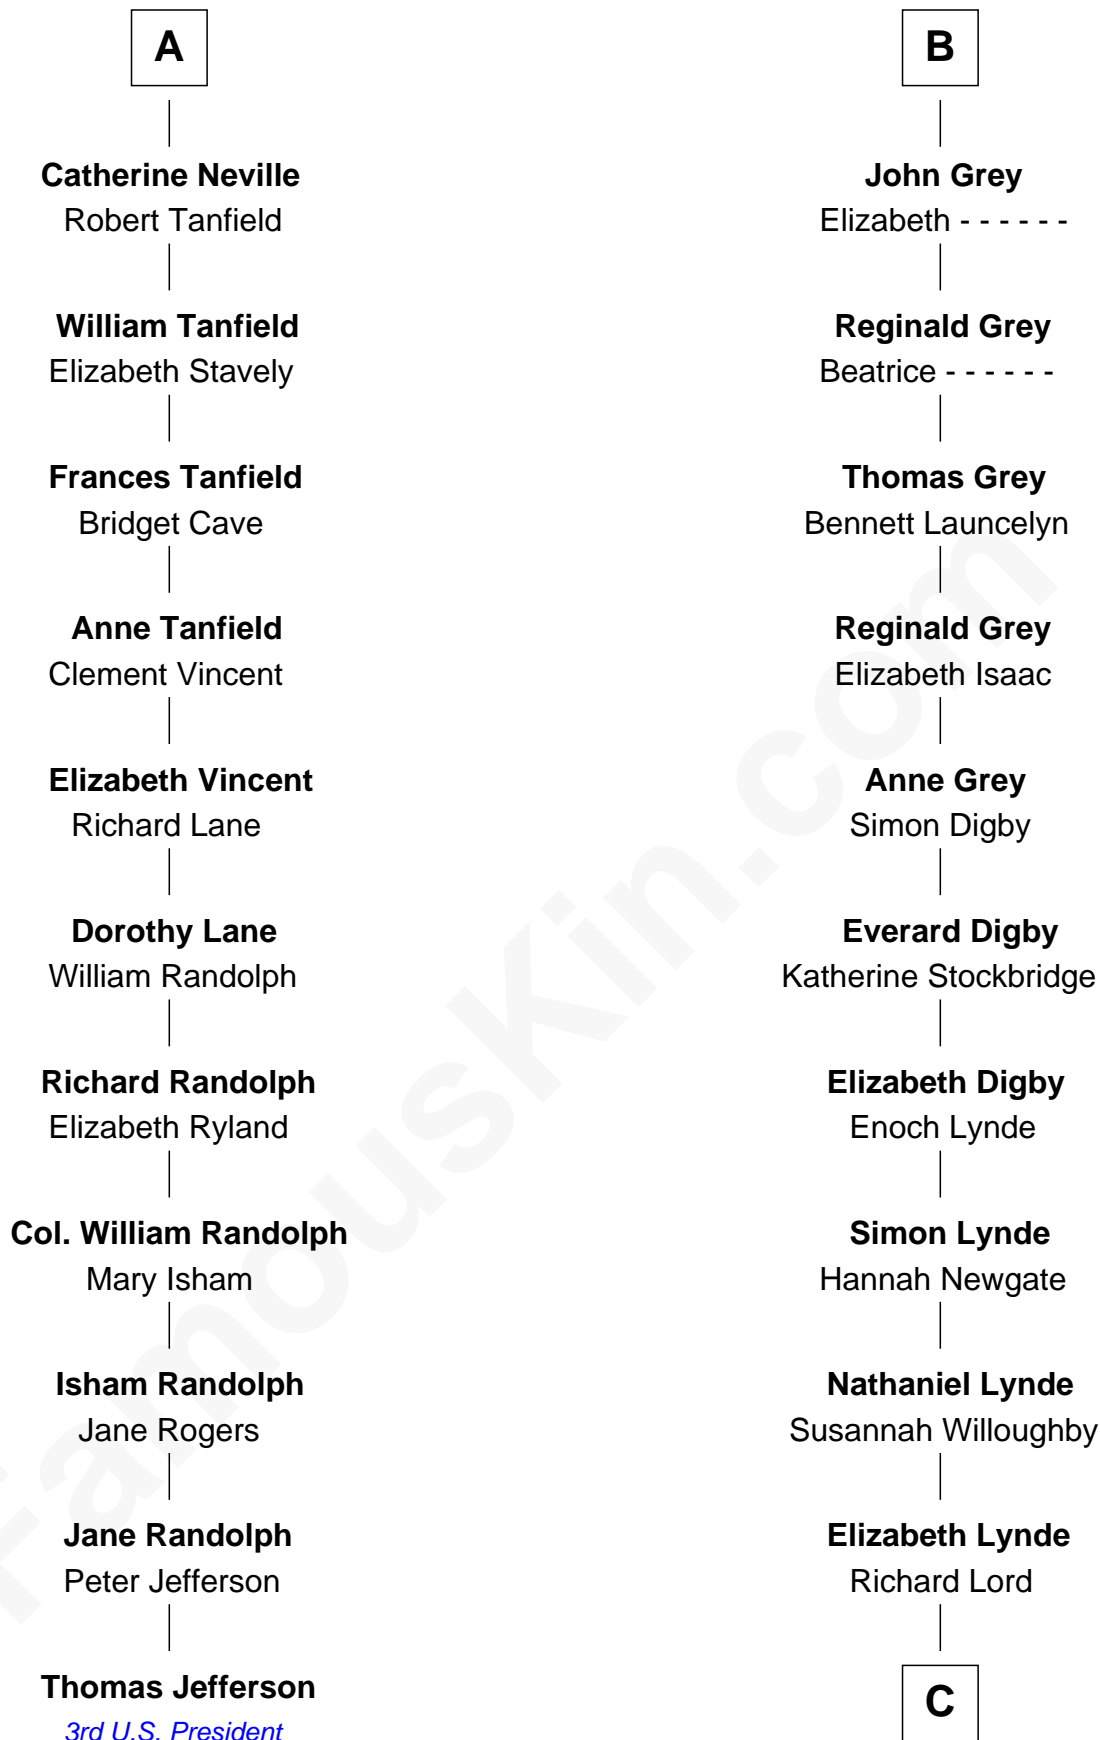 A
Catherine Neville
Robert Tanfield
William Tanfield
Elizabeth Stavely
Frances Tanfield
Bridget Cave
Anne Tanfield
Clement Vincent
Elizabeth Vincent
Richard Lane
Dorothy Lane
William Randolph
Richard Randolph
Elizabeth Ryland
Col. William Randolph
Mary Isham
Isham Randolph
Jane Rogers
Jane Randolph
Peter Jefferson
Thomas Jefferson
3rd U.S. President
B
John Grey
Elizabeth - - - - - -
Reginald Grey
Beatrice - - - - - -
Thomas Grey
Bennett Launcelyn
Reginald Grey
Elizabeth Isaac
Anne Grey
Simon Digby
Everard Digby
Katherine Stockbridge
Elizabeth Digby
Enoch Lynde
Simon Lynde
Hannah Newgate
Nathaniel Lynde
Susannah Willoughby
Elizabeth Lynde
Richard Lord
C
FamousKin.com